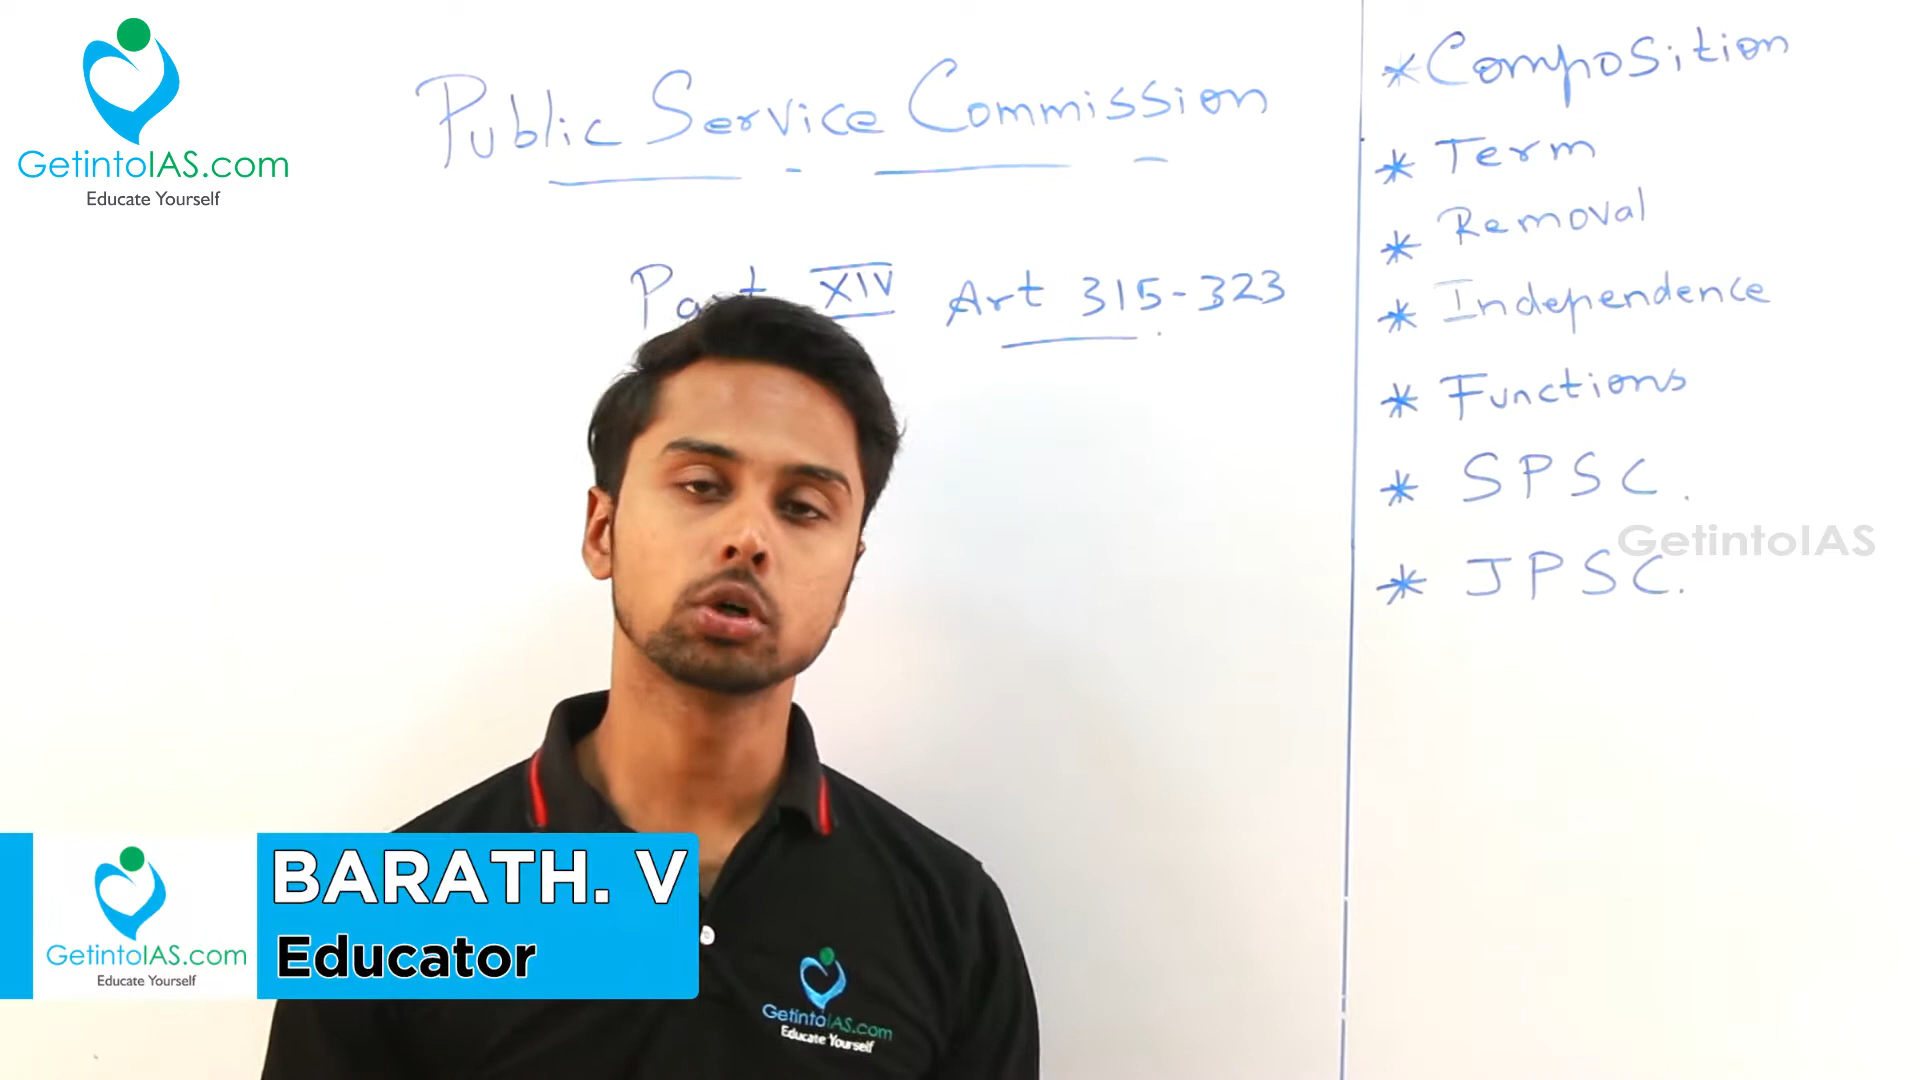 GetintoIAS.com
Educate Yourself
Public Service Commission
Part XIV Art 315-323
* Composition
* Term
* Removal
* Independence
* Functions
* SPSC.
GetintoIAS
* JPSC.
BARATH. V
Educator
GetintoIAS.com
Educate Yourself
GetintoIAS.com
Educate Yourself